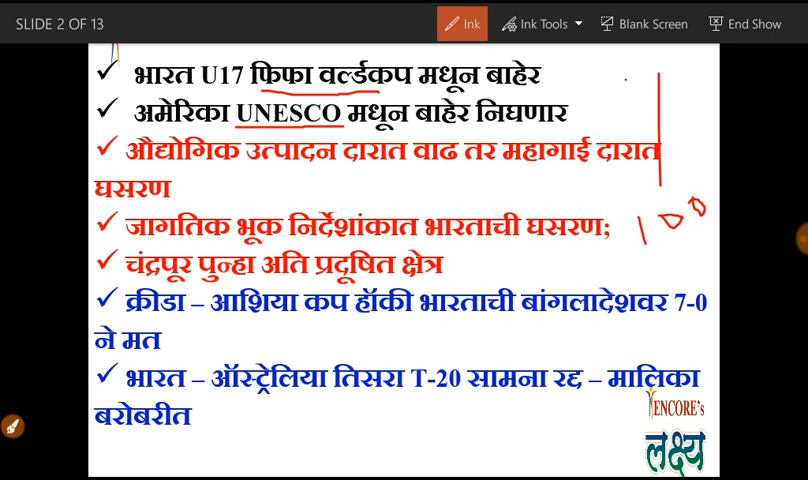 SLIDE 2 OF 13
Ink
Ink Tools
Blank Screen
End Show
✓ भारत U17 फिफा वर्ल्डकप मधून बाहेर
✓ अमेरिका UNESCO मधून बाहेर निघणार
✓ औद्योगिक उत्पादन दारात वाढ तर महागाई दारात
घसरण
✓ जागतिक भूक निर्देशांकात भारताची घसरण;
100
✓ चंद्रपूर पुन्हा अति प्रदूषित क्षेत्र
✓ क्रीडा – आशिया कप हॉकी भारताची बांगलादेशवर 7-0
ने मत
✓ भारत – ऑस्ट्रेलिया तिसरा T-20 सामना रद्द – मालिका
बरोबरीत
ENCORE's
लक्ष्य